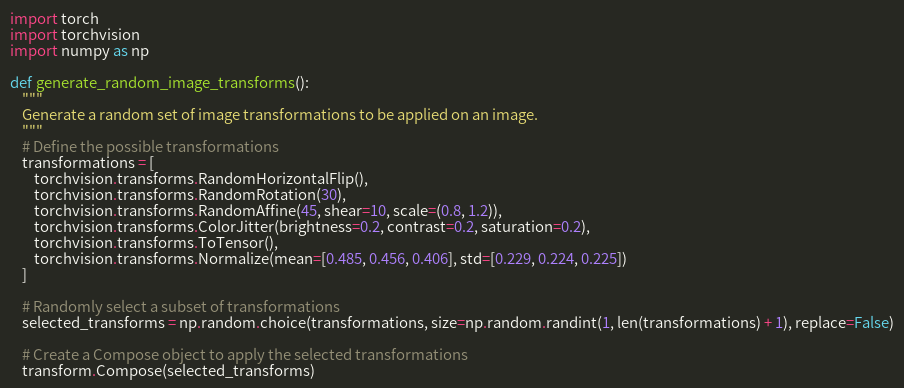 import torch
import torchvision
import numpy as np
def generate_random_image_transforms():
"""
Generate a random set of image transformations to be applied on an image.
"""
# Define the possible transformations
transformations = [
torchvision.transforms.RandomHorizontalFlip(),
torchvision.transforms.RandomRotation(30),
torchvision.transforms.RandomAffine(45, shear=10, scale=(0.8, 1.2)),
torchvision.transforms.ColorJitter(brightness=0.2, contrast=0.2, saturation=0.2),
torchvision.transforms.ToTensor(),
torchvision.transforms.Normalize(mean=[0.485, 0.456, 0.406], std=[0.229, 0.224, 0.225])
]
# Randomly select a subset of transformations
selected_transforms = np.random.choice(transformations, size=np.random.randint(1, len(transformations) + 1), replace=False)
# Create a Compose object to apply the selected transformations
transform.Compose(selected_transforms)